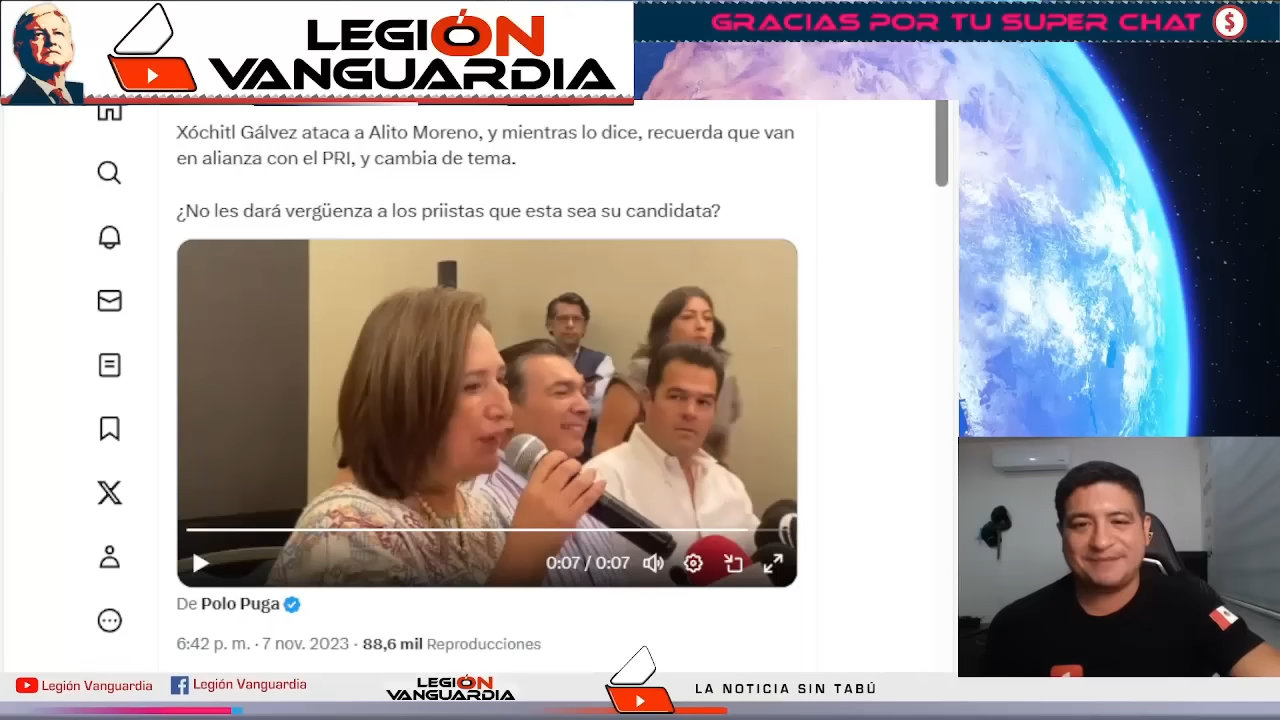 LEGIÓN
VANGUARDIA
GRACIAS POR TU SUPER CHAT
$
Xóchitl Gálvez ataca a Alito Moreno, y mientras lo dice, recuerda que van
en alianza con el PRI, y cambia de tema.
¿No les dará vergüenza a los priistas que esta sea su candidata?
0:07 / 0:07
De Polo Puga
6:42 p. m. · 7 nov. 2023 · 88,6 mil Reproducciones
Legión Vanguardia
Legión Vanguardia
LEGIÓN
VANGUARDIA
LA NOTICIA SIN TABÚ